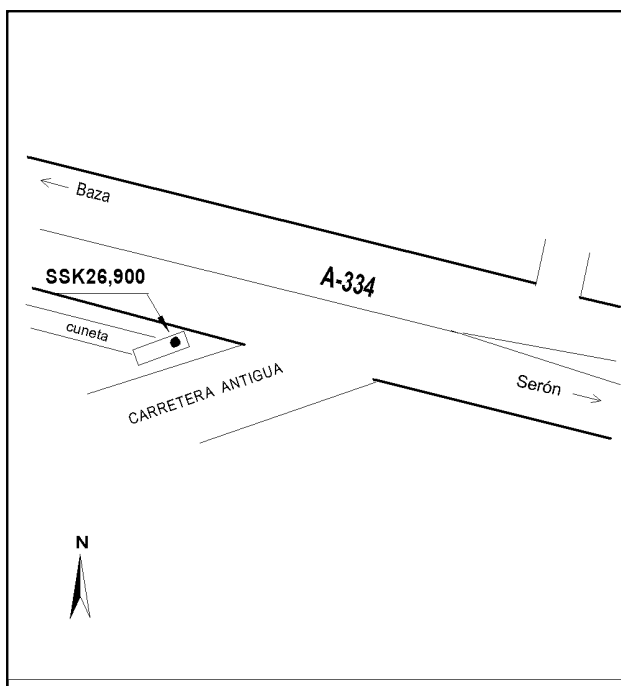 Baza
A-334
SSK26,900
cuneta
CARRETERA ANTIGUA
Serón
N